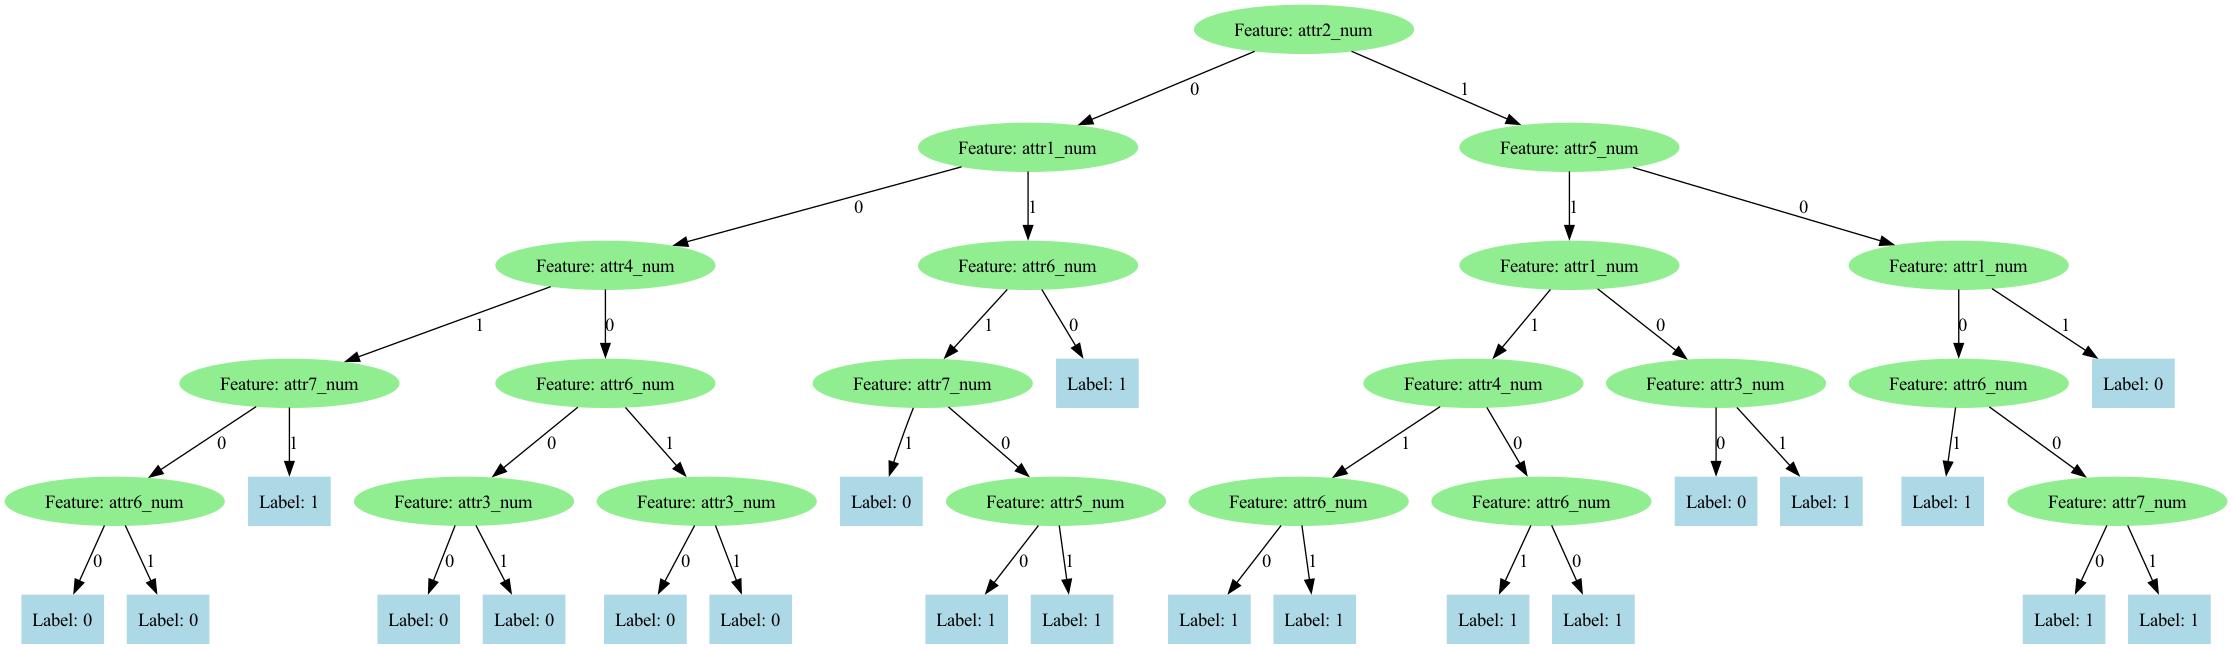 Feature: attr2_num
0
1
Feature: attr1_num
Feature: attr5_num
0
1
1
0
Feature: attr4_num
Feature: attr6_num
Feature: attr1_num
Feature: attr1_num
1
0
1
0
1
0
0
1
Feature: attr7_num
Feature: attr6_num
Feature: attr7_num
Label: 1
Feature: attr4_num
Feature: attr3_num
Feature: attr6_num
Label: 0
0
1
0
1
1
0
1
0
0
1
1
0
Feature: attr6_num
Label: 1
Feature: attr3_num
Feature: attr3_num
Label: 0
Feature: attr5_num
Feature: attr6_num
Feature: attr6_num
Label: 0
Label: 1
Label: 1
Feature: attr7_num
0
1
0
1
0
1
0
1
0
1
1
0
0
1
Label: 0
Label: 0
Label: 0
Label: 0
Label: 0
Label: 0
Label: 1
Label: 1
Label: 1
Label: 1
Label: 1
Label: 1
Label: 1
Label: 1